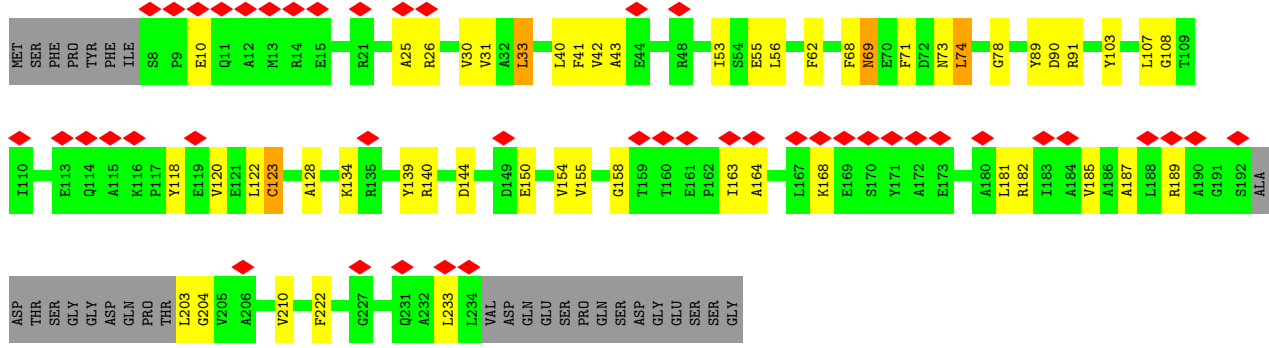 MET SER PHE PRO TYR PHE ILE S8 P9 E10 Q11 A12 M13 R14 E15 R21 A25 R26 V30 V31 A32 L33 L40 F41 V42 A43 E44 R48 I53 S54 E55 L56 F62 F68 N69 E70 F71 D72 N73 L74 G78 Y89 D90 R91 Y103 L107 G108 T109
I110 E113 Q114 A115 K116 P117 Y118 E119 V120 E121 L122 C123 A128 K134 R135 Y139 R140 D144 D149 E150 V154 V155 G158 T159 T160 E161 P162 I163 A164 L167 K168 E169 S170 Y171 A172 E173 A180 L181 R182 I183 A184 V185 A186 A187 L188 R189 A190 G191 S192 ALA
ASP THR SER GLY GLY ASP GLN PRO THR L203 G204 V205 A206 V210 F222 G227 Q231 A232 L233 L234 VAL ASP GLN GLU SER PRO GLN SER ASP GLY GLU SER SER GLY